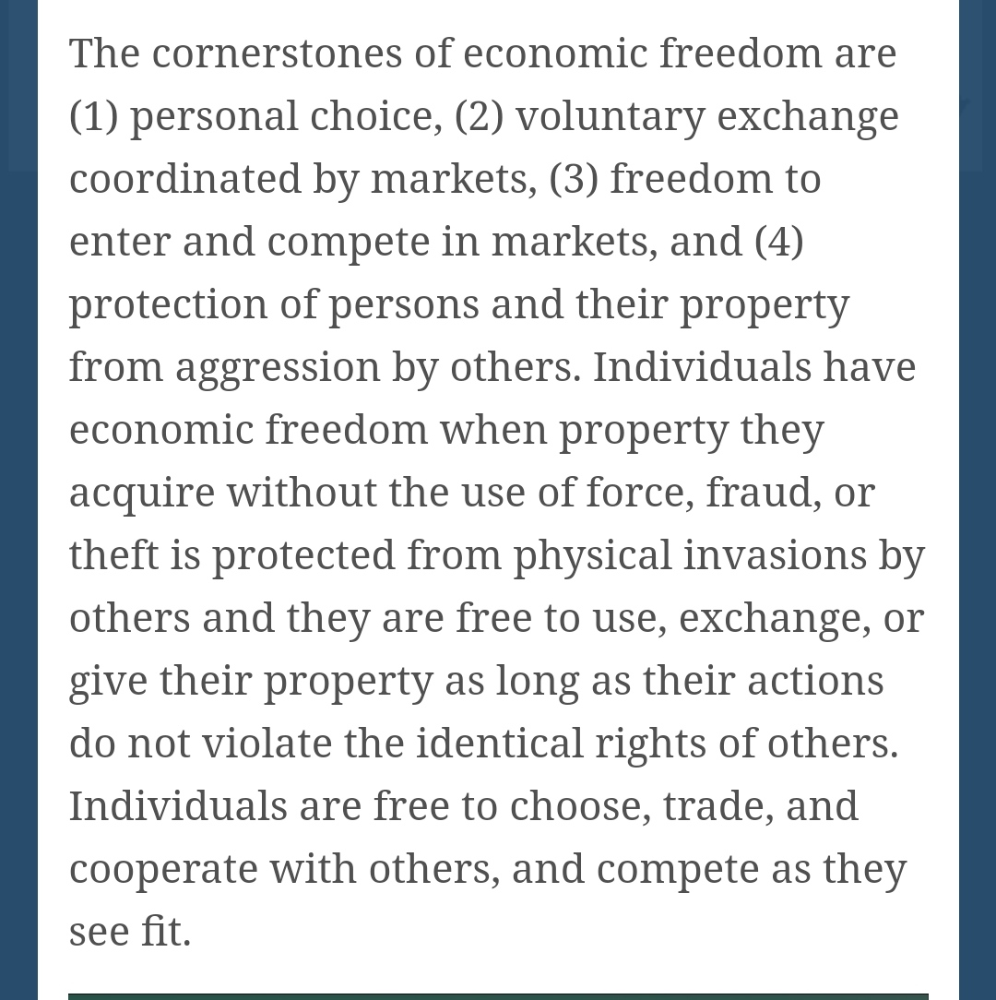 The cornerstones of economic freedom are
(1) personal choice, (2) voluntary exchange
coordinated by markets, (3) freedom to
enter and compete in markets, and (4)
protection of persons and their property
from aggression by others. Individuals have
economic freedom when property they
acquire without the use of force, fraud, or
theft is protected from physical invasions by
others and they are free to use, exchange, or
give their property as long as their actions
do not violate the identical rights of others.
Individuals are free to choose, trade, and
cooperate with others, and compete as they
see fit.